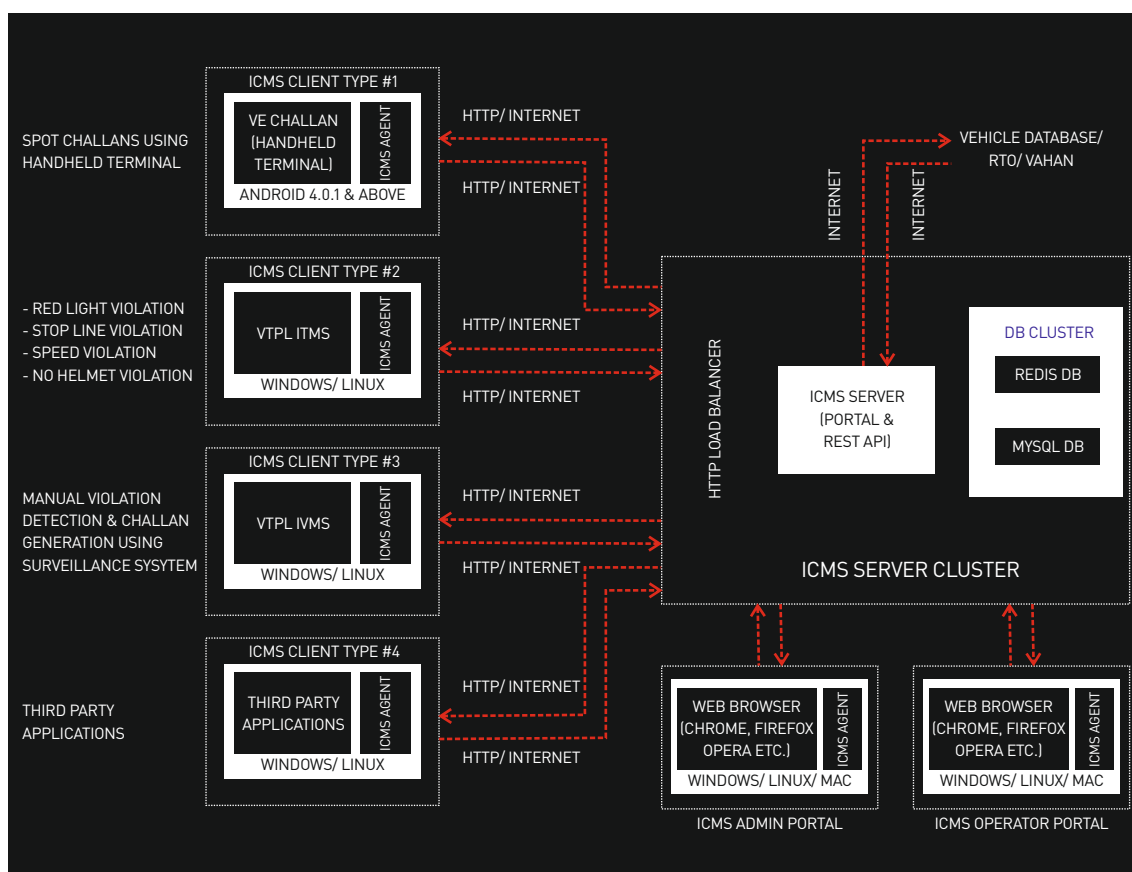 ICMS CLIENT TYPE #1
SPOT CHALLANS USING
HANDHELD TERMINAL
VE CHALLAN
(HANDHELD
TERMINAL)
ICMS AGENT
ANDROID 4.0.1 & ABOVE
HTTP/ INTERNET
HTTP/ INTERNET
ICMS CLIENT TYPE #2
- RED LIGHT VIOLATION
- STOP LINE VIOLATION
- SPEED VIOLATION
- NO HELMET VIOLATION
VTPL ITMS
ICMS AGENT
WINDOWS/ LINUX
HTTP/ INTERNET
HTTP/ INTERNET
ICMS CLIENT TYPE #3
MANUAL VIOLATION
DETECTION & CHALLAN
GENERATION USING
SURVEILLANCE SYSYTEM
VTPL IVMS
ICMS AGENT
WINDOWS/ LINUX
HTTP/ INTERNET
HTTP/ INTERNET
ICMS CLIENT TYPE #4
THIRD PARTY
APPLICATIONS
THIRD PARTY
APPLICATIONS
ICMS AGENT
WINDOWS/ LINUX
HTTP/ INTERNET
HTTP/ INTERNET
VEHICLE DATABASE/
RTO/ VAHAN
INTERNET
INTERNET
HTTP LOAD BALANCER
ICMS SERVER
(PORTAL &
REST API)
DB CLUSTER
REDIS DB
MYSQL DB
ICMS SERVER CLUSTER
WEB BROWSER
(CHROME, FIREFOX
OPERA ETC.)
ICMS AGENT
WINDOWS/ LINUX/ MAC
ICMS ADMIN PORTAL
WEB BROWSER
(CHROME, FIREFOX
OPERA ETC.)
ICMS AGENT
WINDOWS/ LINUX/ MAC
ICMS OPERATOR PORTAL